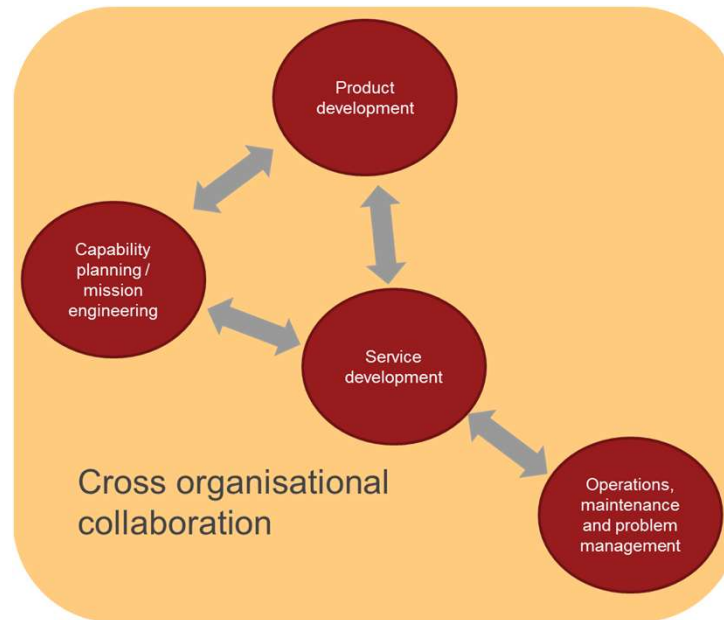 Product
development
Capability
planning /
mission
engineering
Service
development
Cross organisational
collaboration
Operations,
maintenance
and problem
management